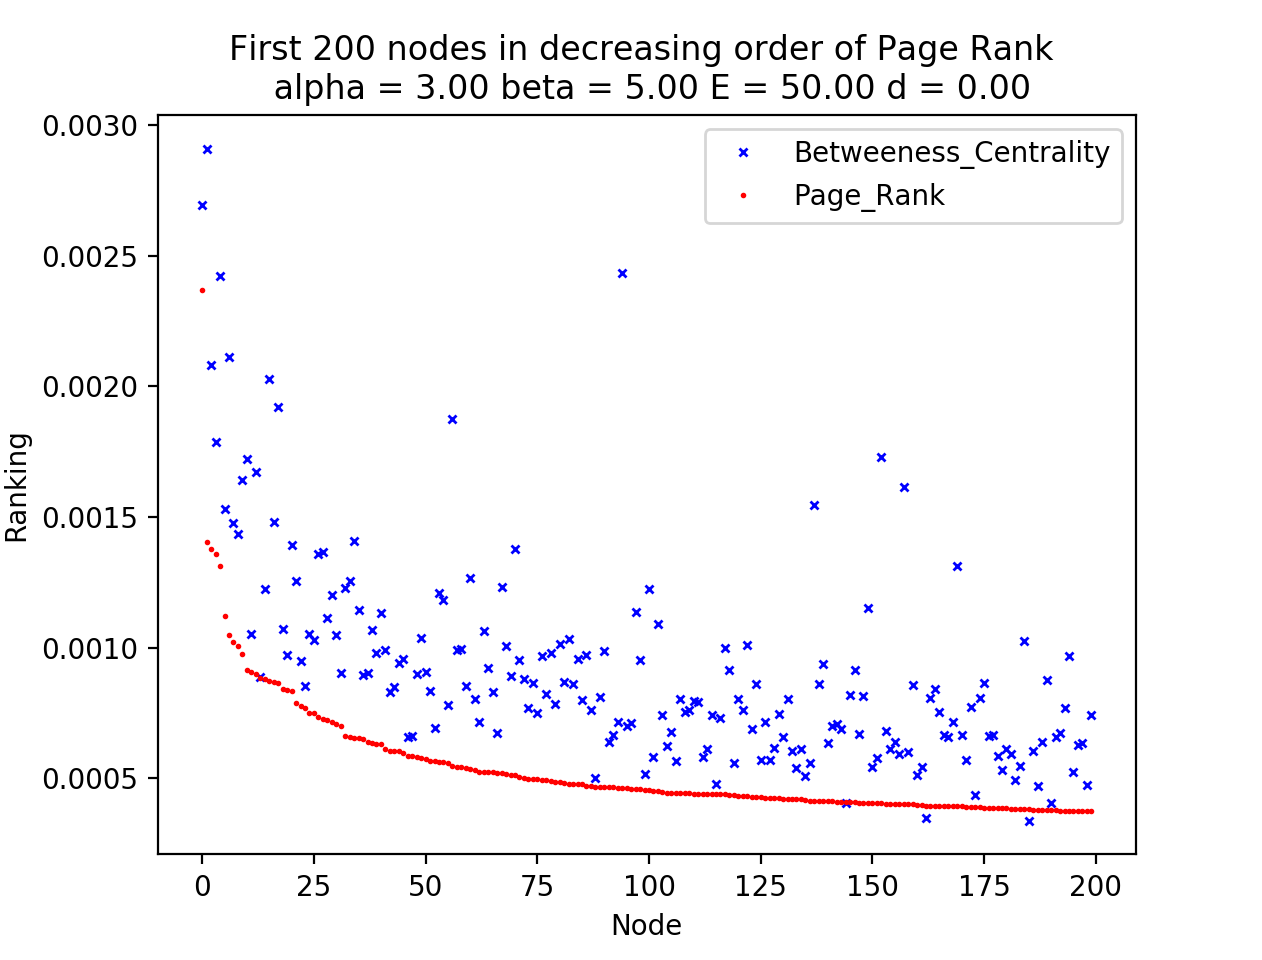 First 200 nodes in decreasing order of Page Rank
alpha = 3.00 beta = 5.00 E = 50.00 d = 0.00
Betweeness_Centrality
Page_Rank
Ranking
0.0030
0.0025
0.0020
0.0015
0.0010
0.0005
0 25 50 75 100 125 150 175 200
Node